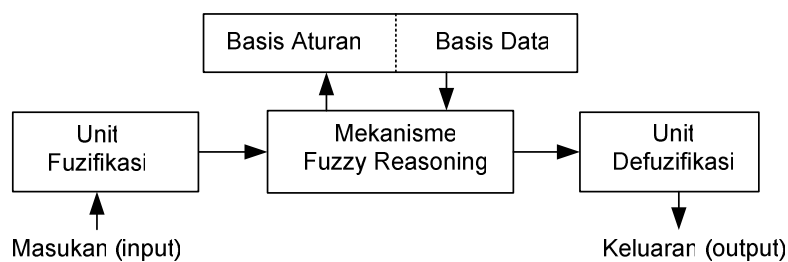 Basis Aturan
Basis Data
Unit
Fuzifikasi
Mekanisme
Fuzzy Reasoning
Unit
Defuzifikasi
Masukan (input)
Keluaran (output)